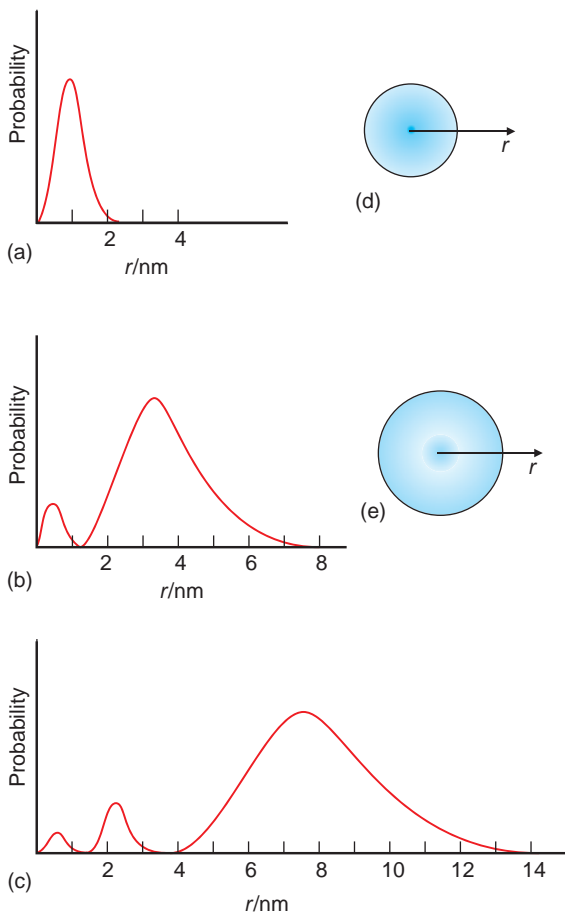 Probability
2 4
r/nm
(a)
r
(d)
Probability
2 4 6 8
r/nm
(b)
r
(e)
Probability
2 4 6 8 10 12 14
r/nm
(c)